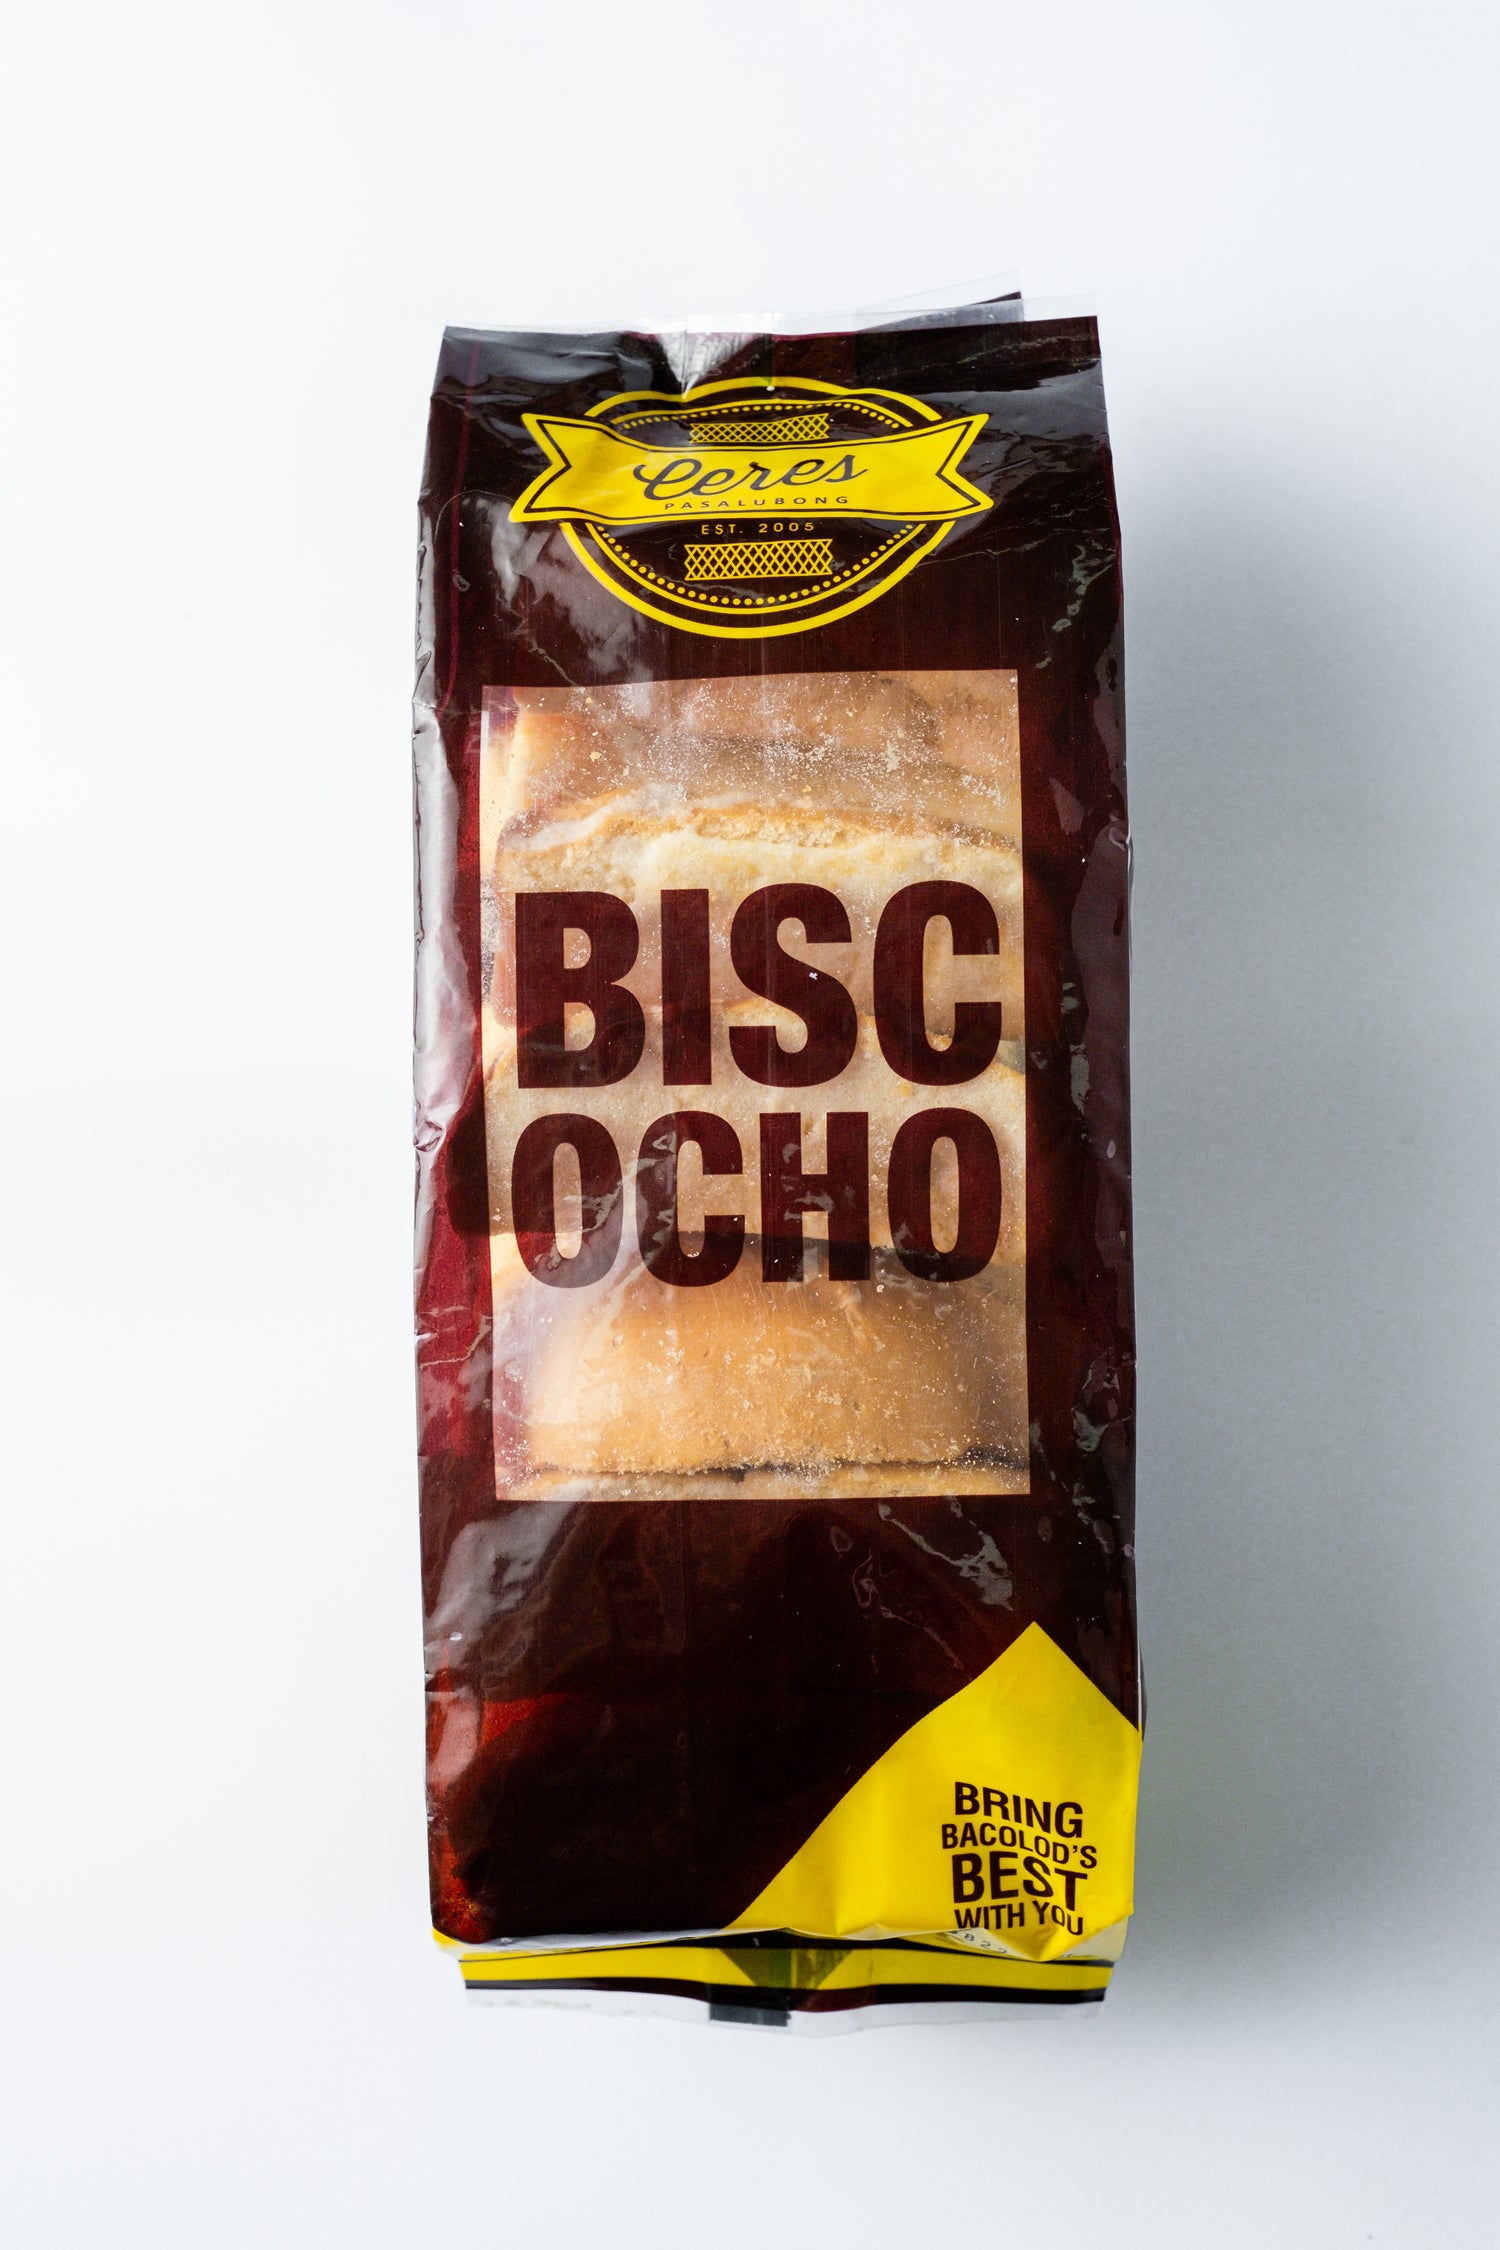 Ceres
PASALUBONG
EST. 2005
BISC
OCHO
BRING
BACOLOD'S
BEST
WITH YOU